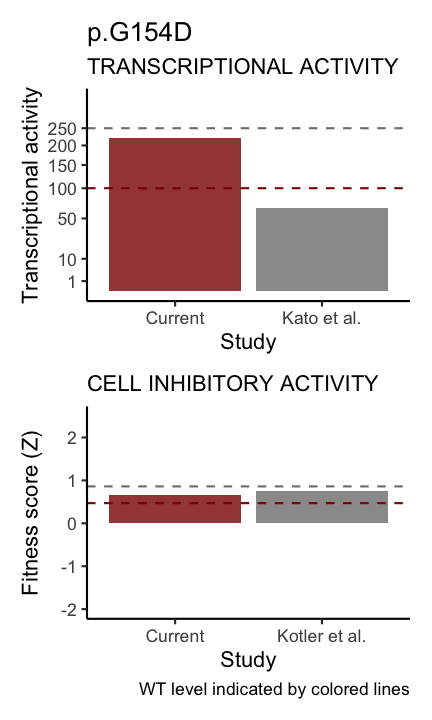 p.G154D
TRANSCRIPTIONAL ACTIVITY
Transcriptional activity
250
200
150
100
50
10
1
Current
Kato et al.
Study
CELL INHIBITORY ACTIVITY
Fitness score (Z)
2
1
0
-1
-2
Current
Kotler et al.
Study
WT level indicated by colored lines